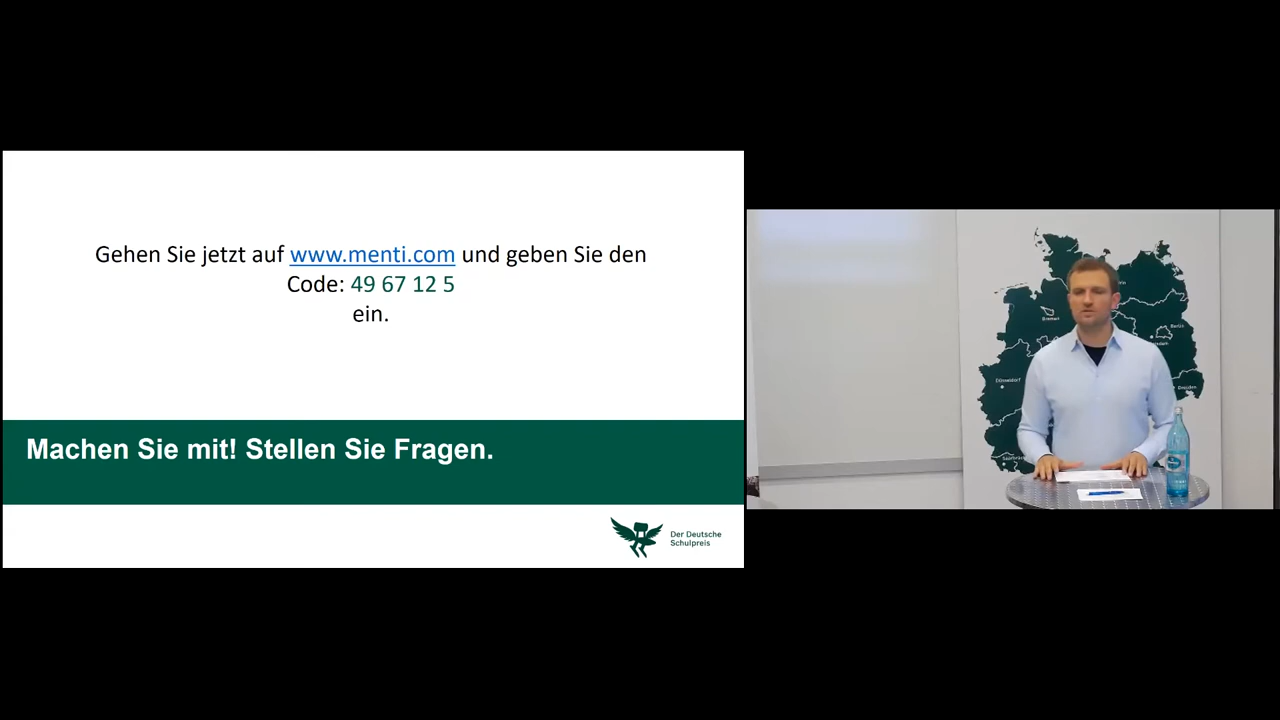 Gehen Sie jetzt auf www.menti.com und geben Sie den
Code: 49 67 12 5
ein.
Machen Sie mit! Stellen Sie Fragen.
Der Deutsche
Schulpreis
Bremen
Berlin
Düsseldorf
Dresden